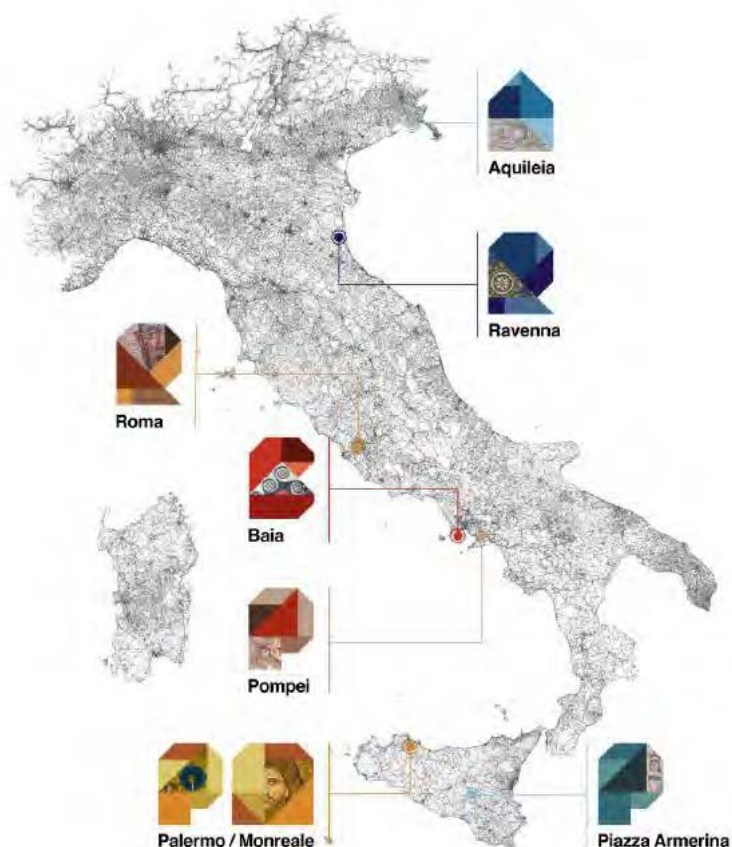 Aquileia
Ravenna
Roma
Baia
Pompei
Palermo / Monreale
Piazza Armerina